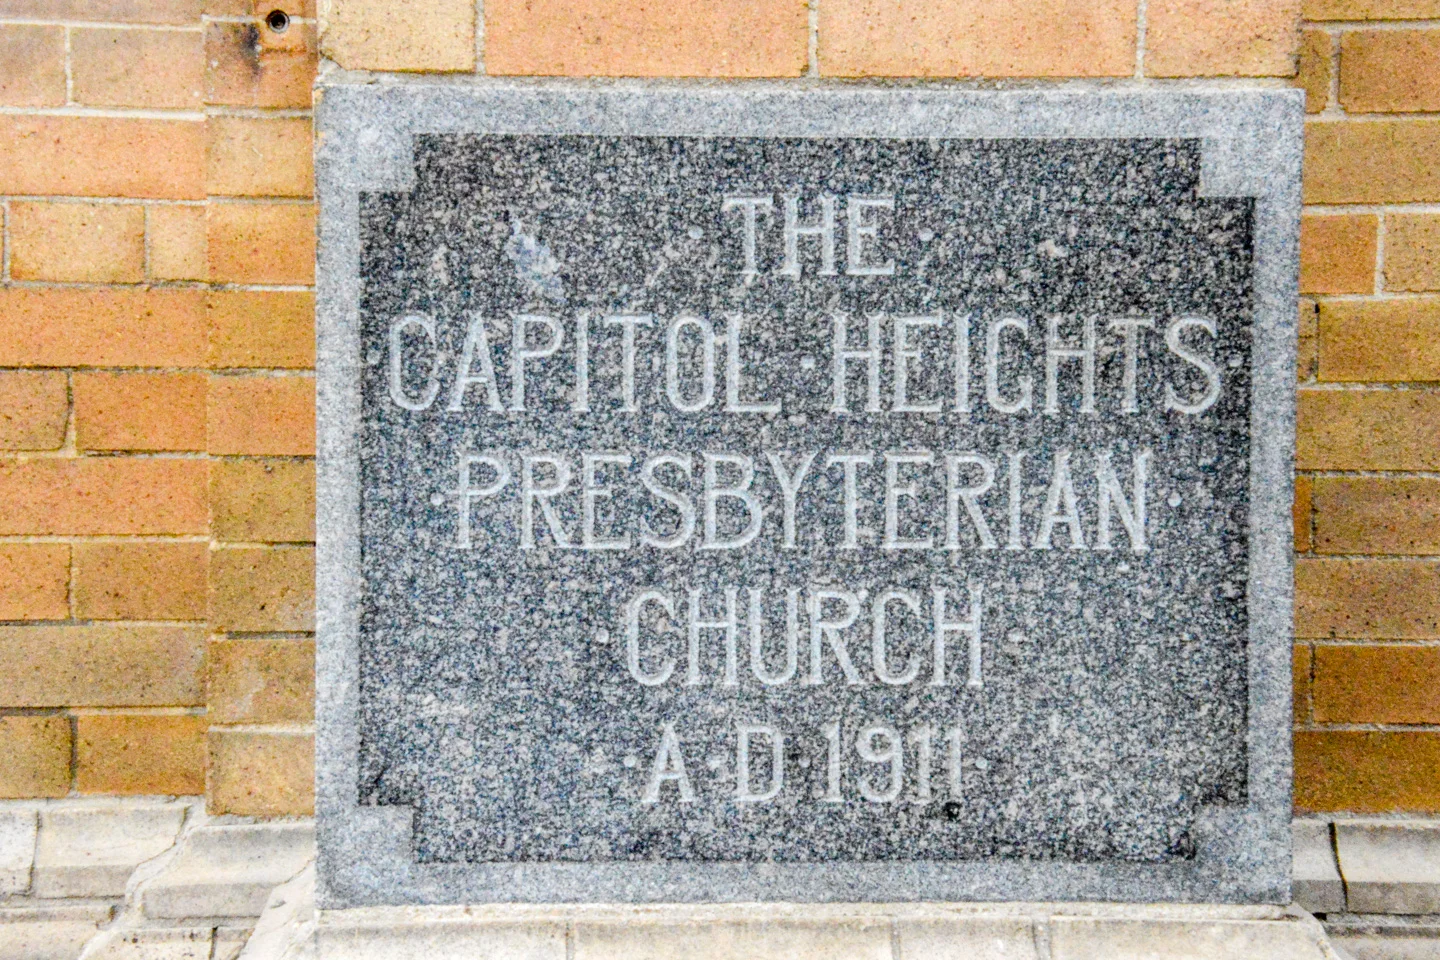 · THE ·
· CAPITOL · HEIGHTS ·
· PRESBYTERIAN ·
· CHURCH ·
· A · D · 1911 ·